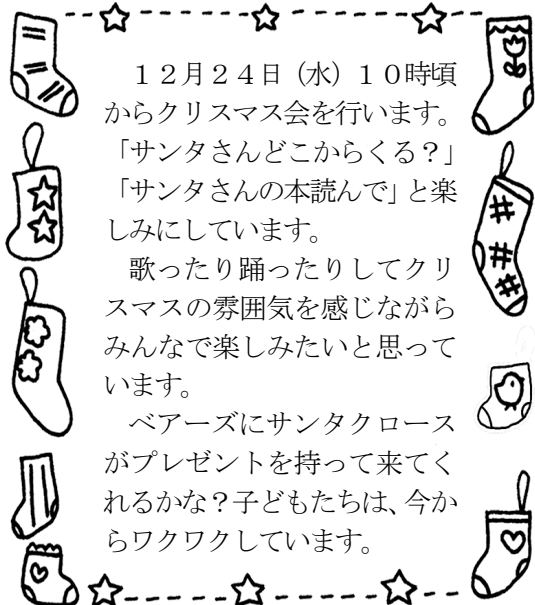 １２月２４日（水）１０時頃
からクリスマス会を行います。
「サンタさんどこからくる？」
「サンタさんの本読んで」と楽
しみにしています。
歌ったり踊ったりしてクリ
スマスの雰囲気を感じながら
みんなで楽しみたいと思って
います。
ベアーズにサンタクロース
がプレゼントを持って来てく
れるかな？子どもたちは、今か
らワクワクしています。